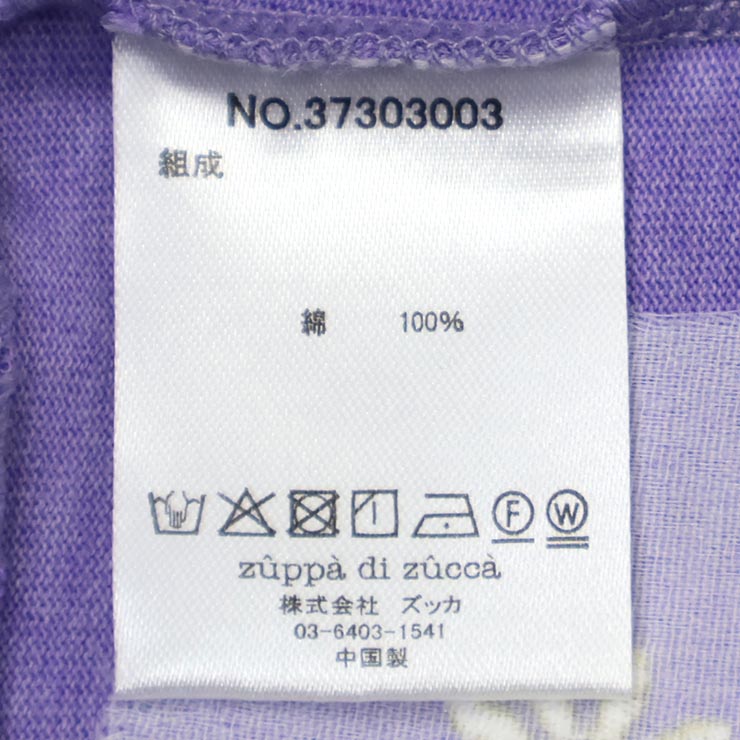 NO.37303003
組成
綿 100%
F W
zûppà di zûccà
株式会社 ズッカ
03-6403-1541
中国製